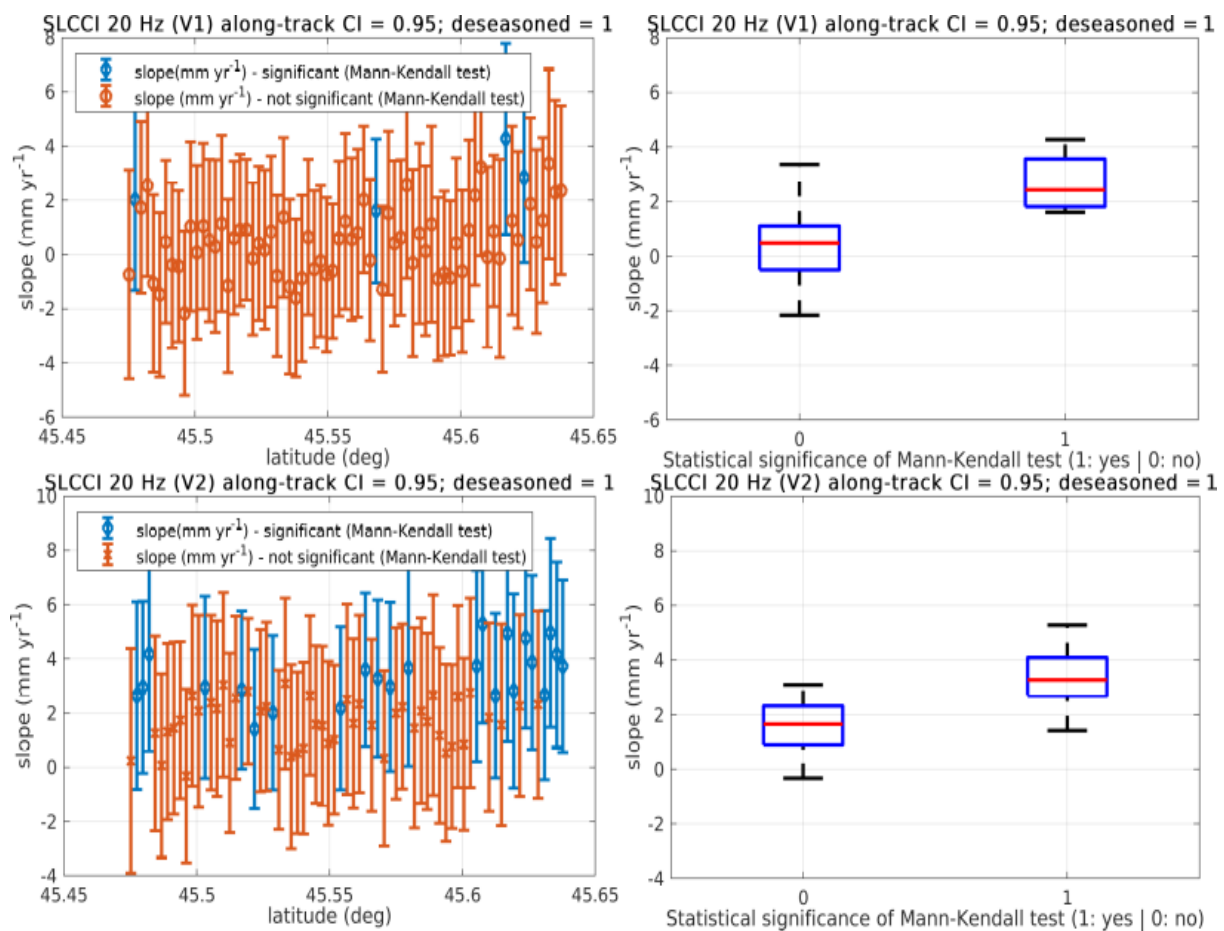 SLCCI 20 Hz (V1) along-track CI = 0.95; deseasoned = 1
8
6
4
2
0
-2
-4
-6
slope (mm yr-1)
slope(mm yr-1) - significant (Mann-Kendall test)
slope (mm yr-1) - not significant (Mann-Kendall test)
45.45
45.5
45.55
45.6
45.65
latitude (deg)
SLCCI 20 Hz (V1) along-track CI = 0.95; deseasoned = 1
8
6
4
2
0
-2
-4
-6
slope (mm yr-1)
0
1
Statistical significance of Mann-Kendall test (1: yes | 0: no)
SLCCI 20 Hz (V2) along-track CI = 0.95; deseasoned = 1
10
8
6
4
2
0
-2
-4
slope (mm yr-1)
slope(mm yr-1) - significant (Mann-Kendall test)
slope (mm yr-1) - not significant (Mann-Kendall test)
45.45
45.5
45.55
45.6
45.65
latitude (deg)
SLCCI 20 Hz (V2) along-track CI = 0.95; deseasoned = 1
10
8
6
4
2
0
-2
-4
slope (mm yr-1)
0
1
Statistical significance of Mann-Kendall test (1: yes | 0: no)